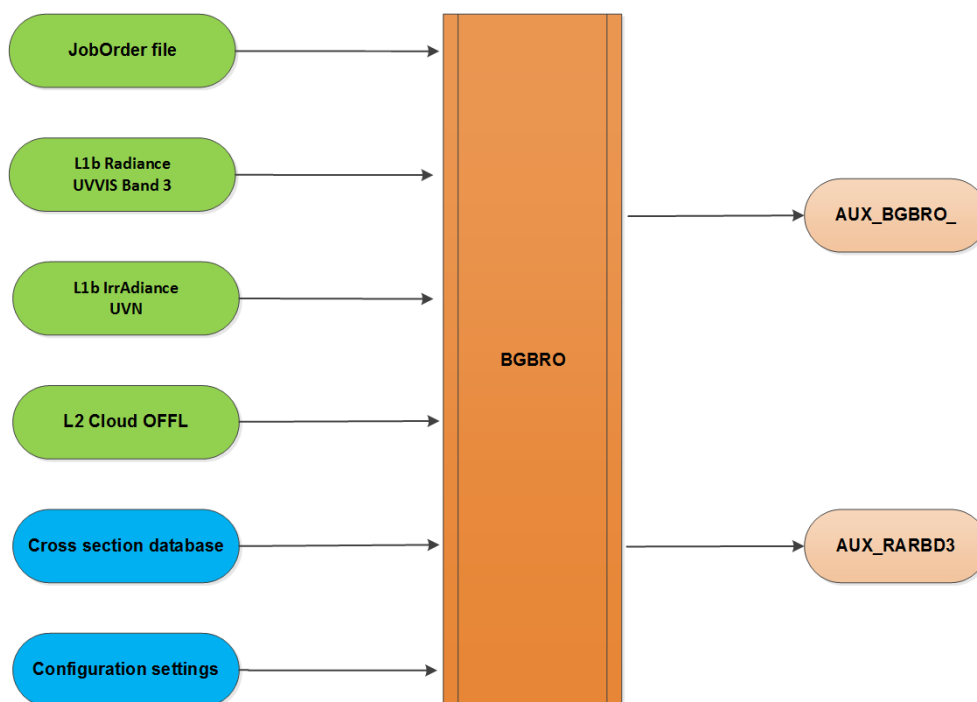 JobOrder file
L1b Radiance
UVVIS Band 3
L1b IrrAdiance
UVN
L2 Cloud OFFL
Cross section database
Configuration settings
BGBRO
AUX_BGBRO_
AUX_RARBD3